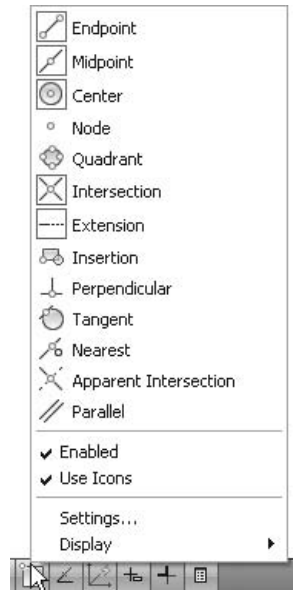 Endpoint
Midpoint
Center
Node
Quadrant
Intersection
Extension
Insertion
Perpendicular
Tangent
Nearest
Apparent Intersection
Parallel
Enabled
Use Icons
Settings...
Display